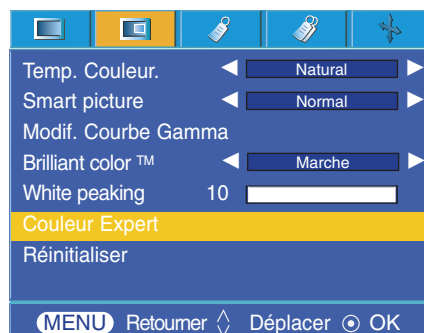 Temp. Couleur. Natural
Smart picture Normal
Modif. Courbe Gamma
Brilliant color TM Marche
White peaking 10
Couleur Expert
Réinitialiser
MENU Retourner Déplacer OK